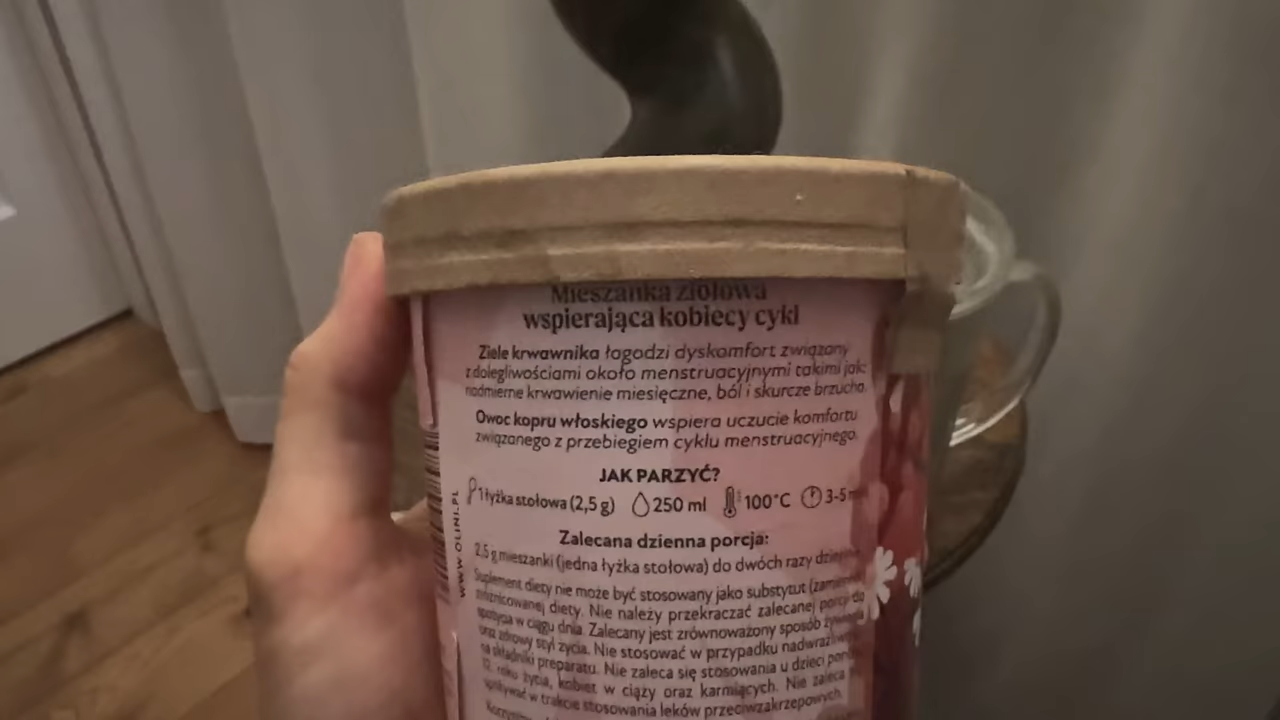 Mieszanka ziołowa
wspierająca kobiecy cykl
Ziele krwawnika łagodzi dyskomfort związany
z dolegliwościami około menstruacyjnymi takimi jak:
nadmierne krwawienie miesięczne, ból i skurcze brzucha.
Owoc kopru włoskiego wspiera uczucie komfortu
związanego z przebiegiem cyklu menstruacyjnego.
JAK PARZYĆ?
1 łyżka stołowa (2,5 g) 250 ml 100°C 3-5
Zalecana dzienna porcja:
2,5 g mieszanki (jedna łyżka stołowa) do dwóch razy dziennie
Suplement diety nie może być stosowany jako substytut
zróżnicowanej diety. Nie należy przekraczać zalecanej porcji do
spożycia w ciągu dnia. Zalecany jest zrównoważony sposób
oraz zdrowy styl życia. Nie stosować w przypadku
na składniki preparatu. Nie zaleca się stosowania u dzieci
12. roku życia, kobiet w ciąży oraz karmiących. Nie zaleca
w trakcie stosowania leków przeciwzakrzepowych.
WWW.OLINI.PL